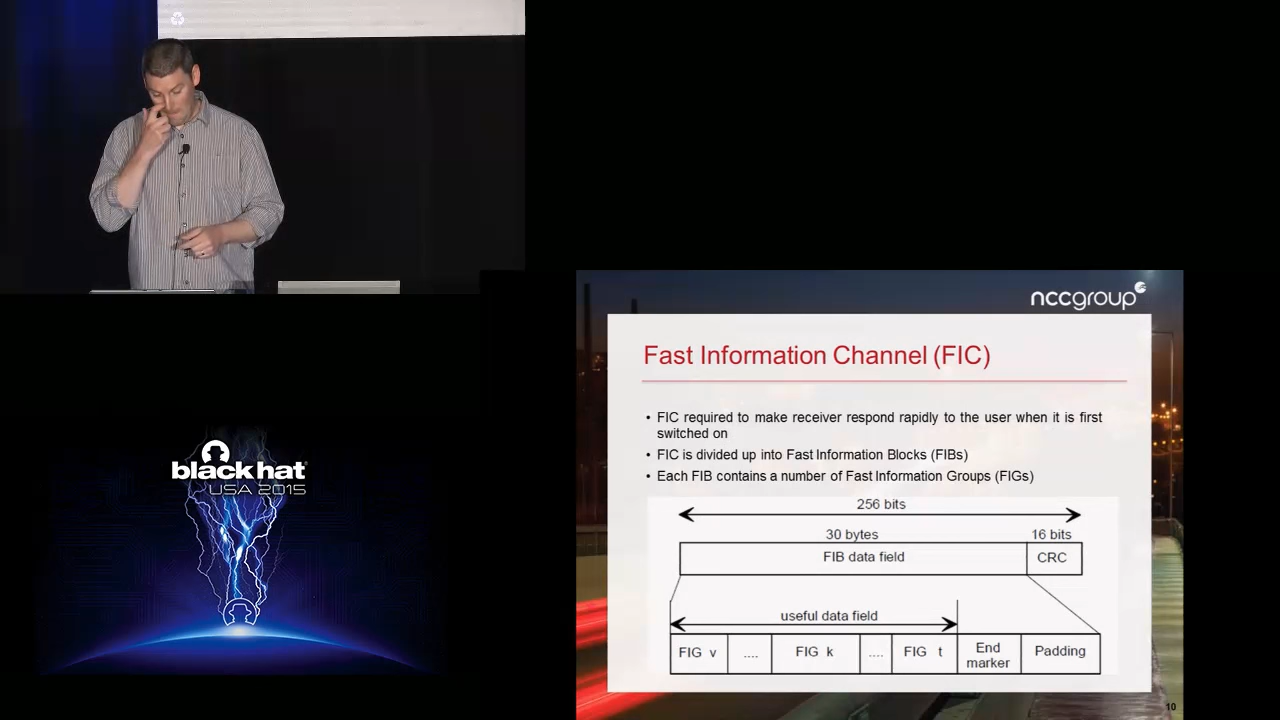 nccgroup
Fast Information Channel (FIC)
• FIC required to make receiver respond rapidly to the user when it is first
switched on
• FIC is divided up into Fast Information Blocks (FIBs)
• Each FIB contains a number of Fast Information Groups (FIGs)
256 bits
30 bytes 16 bits
FIB data field CRC
useful data field
FIG v .... FIG k .... FIG t End marker Padding
10
black hat
USA 2015